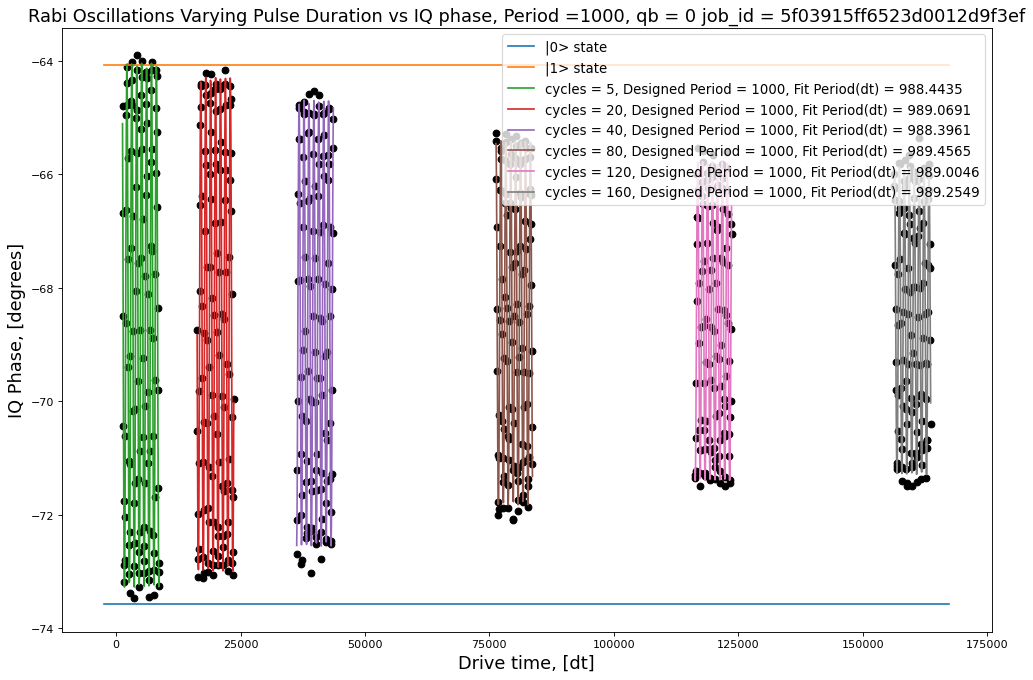 Rabi Oscillations Varying Pulse Duration vs IQ phase, Period =1000, qb = 0 job_id = 5f03915ff6523d0012d9f3ef
|0> state
|1> state
cycles = 5, Designed Period = 1000, Fit Period(dt) = 988.4435
cycles = 20, Designed Period = 1000, Fit Period(dt) = 989.0691
cycles = 40, Designed Period = 1000, Fit Period(dt) = 988.3961
cycles = 80, Designed Period = 1000, Fit Period(dt) = 989.4565
cycles = 120, Designed Period = 1000, Fit Period(dt) = 989.0046
cycles = 160, Designed Period = 1000, Fit Period(dt) = 989.2549
IQ Phase, [degrees]
−64
−66
−68
−70
−72
−74
0
25000
50000
75000
100000
125000
150000
175000
Drive time, [dt]